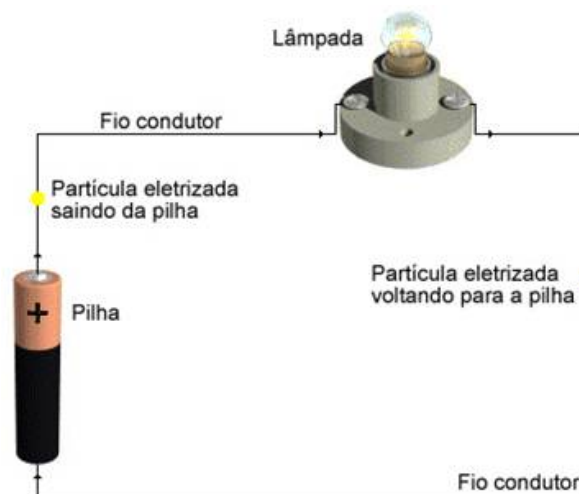 Lâmpada
Fio condutor
Partícula eletrizada
saindo da pilha
Partícula eletrizada
voltando para a pilha
+
Pilha
Fio condutor